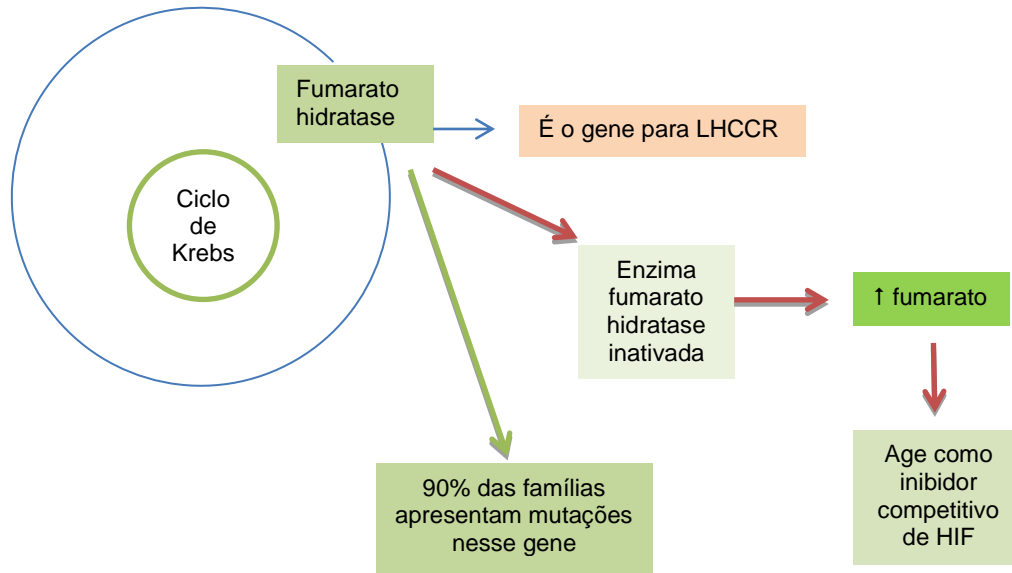 Fumarato
hidratase
É o gene para LHCCR
Ciclo
de
Krebs
Enzima
fumarato
hidratase
inativada
↑ fumarato
90% das famílias
apresentam mutações
nesse gene
Age como
inibidor
competitivo
de HIF